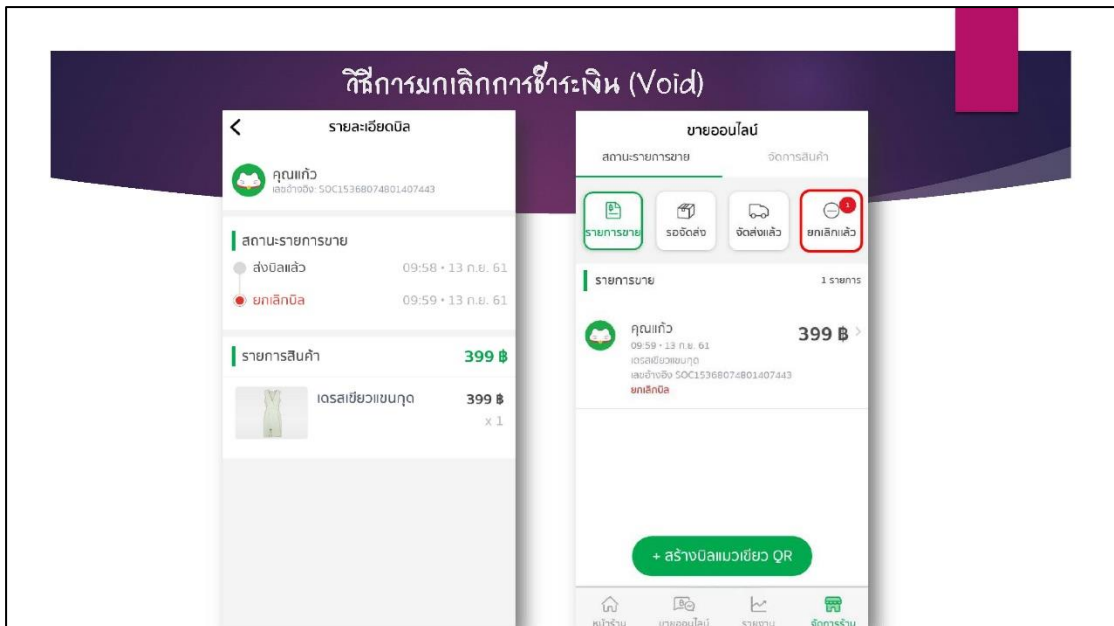 วิธีการยกเลิกการชำระเงิน (Void)
รายละเอียดบิล
คุณแก้ว
เลขอ้างอิง: SOC15368074801407443
สถานะรายการขาย
ส่งบิลแล้ว 09:58 • 13 ก.ย. 61
ยกเลิกบิล 09:59 • 13 ก.ย. 61
รายการสินค้า 399 ฿
เดรสเขียวแขนกุด 399 ฿
x 1
ขายออนไลน์
สถานะรายการขาย จัดการสินค้า
1
รายการขาย รอจัดส่ง จัดส่งแล้ว ยกเลิกแล้ว
รายการขาย 1 รายการ
คุณแก้ว 399 ฿
09:59 • 13 ก.ย. 61
เดรสเขียวแขนกุด
เลขอ้างอิง SOC15368074801407443
ยกเลิกบิล
+ สร้างบิลแมวเขียว QR
หน้าร้าน ขายออนไลน์ รายงาน จัดการร้าน